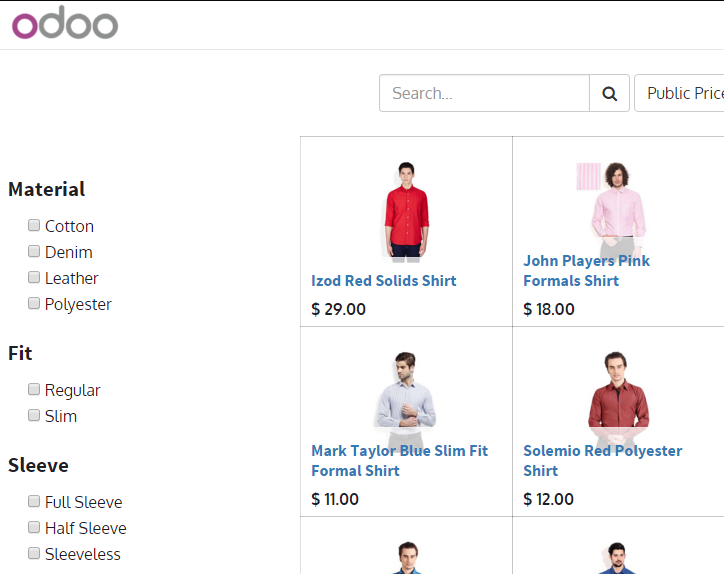 odoo
Search...
Public Price
Material
Cotton
Denim
Leather
Polyester
Fit
Regular
Slim
Sleeve
Full Sleeve
Half Sleeve
Sleeveless
Izod Red Solids Shirt
$ 29.00
John Players Pink
Formals Shirt
$ 18.00
Mark Taylor Blue Slim Fit
Formal Shirt
$ 11.00
Solemio Red Polyester
Shirt
$ 12.00